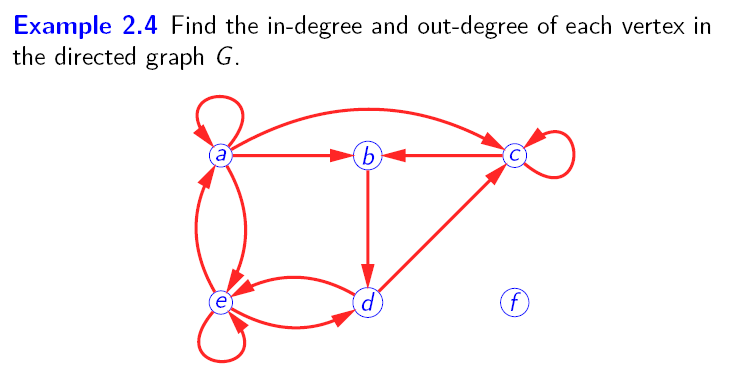 Example 2.4 Find the in-degree and out-degree of each vertex in
the directed graph G.
a
b
c
e
d
f